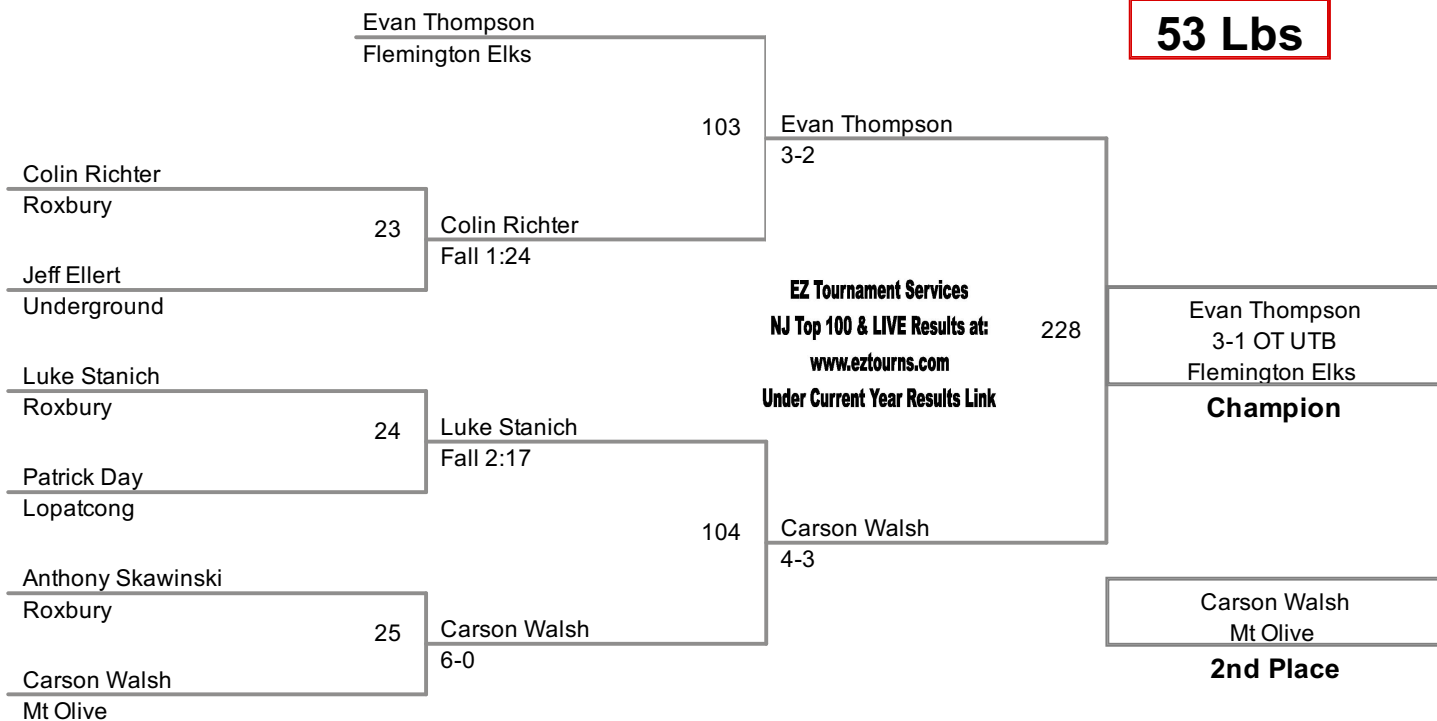 53 Lbs
Evan Thompson
Flemington Elks
103
Evan Thompson
3-2
Colin Richter
Roxbury
23
Colin Richter
Fall 1:24
Jeff Ellert
Underground
EZ Tournament Services
NJ Top 100 & LIVE Results at:
www.eztourns.com
Under Current Year Results Link
228
Evan Thompson
3-1 OT UTB
Flemington Elks
Champion
Luke Stanich
Roxbury
24
Luke Stanich
Fall 2:17
Patrick Day
Lopatcong
104
Carson Walsh
4-3
Anthony Skawinski
Roxbury
25
Carson Walsh
6-0
Carson Walsh
Mt Olive
Carson Walsh
Mt Olive
2nd Place